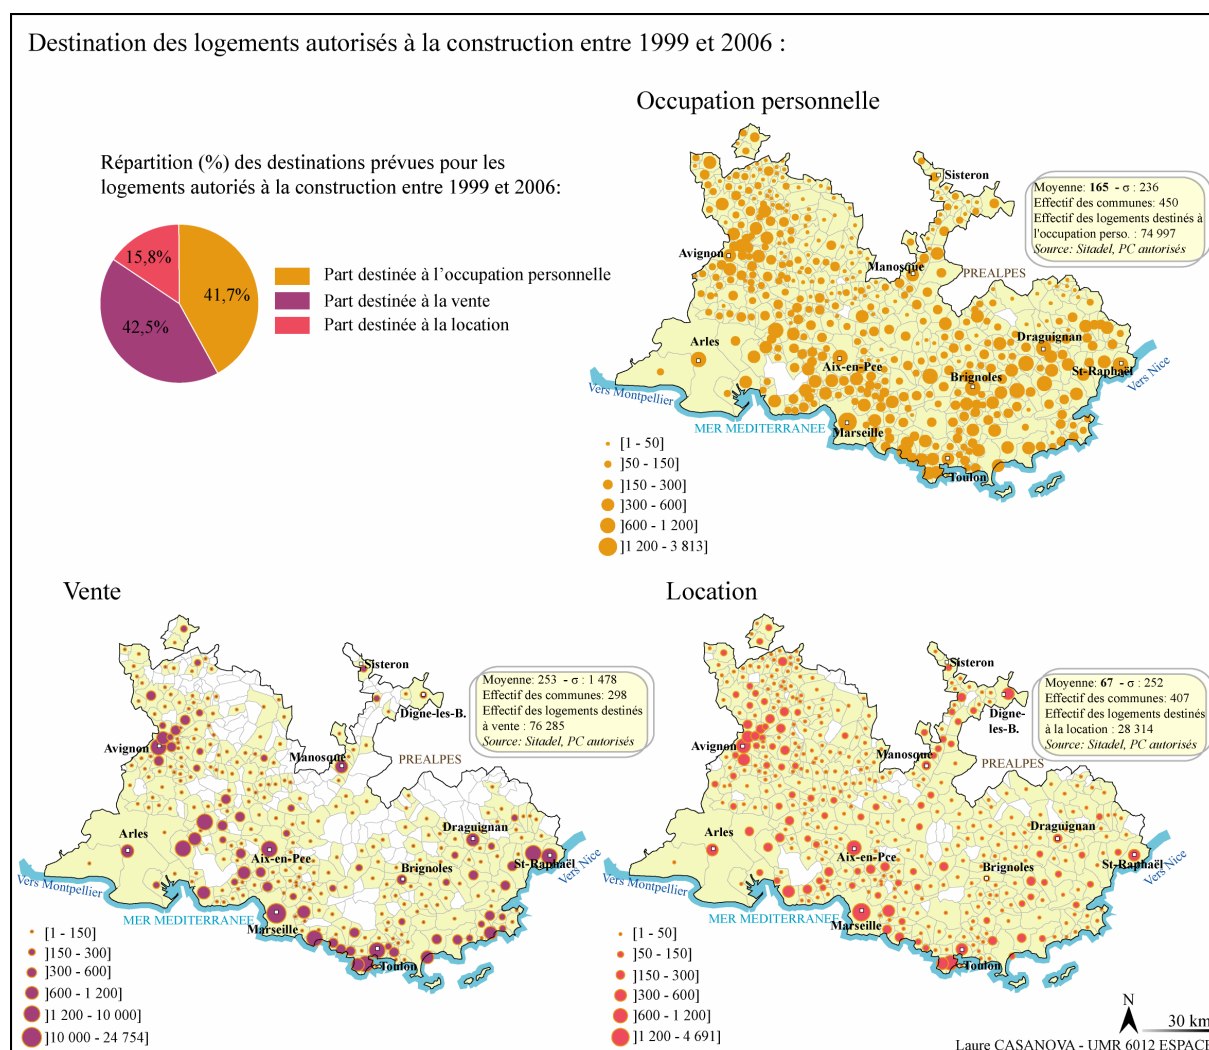 Destination des logements autorisés à la construction entre 1999 et 2006 :
Occupation personnelle
Répartition (%) des destinations prévues pour les
logements autoriés à la construction entre 1999 et 2006:
15,8%
41,7%
42,5%
Part destinée à l'occupation personnelle
Part destinée à la vente
Part destinée à la location
Sisteron
Moyenne: 165 - σ : 236
Effectif des communes: 450
Effectif des logements destinés à
l'occupation perso. : 74 997
Source: Sitadel, PC autorisés
Avignon
Manosque
PREALPES
Arles
Draguignan
Aix-en-Pce
Brignoles
St-Raphaël
Vers Nice
Vers Montpellier
MER MEDITERRANEE
Marseille
Toulon
[1 - 50]
]50 - 150]
]150 - 300]
]300 - 600]
]600 - 1 200]
]1 200 - 3 813]
Vente
Sisteron
Moyenne: 253 - σ : 1 478
Effectif des communes: 298
Effectif des logements destinés
à vente : 76 285
Source: Sitadel, PC autorisés
Digne-les-B.
Avignon
Manosque
PREALPES
Arles
Draguignan
Aix-en-Pce
Brignoles
St-Raphaël
Vers Nice
Vers Montpellier
MER MEDITERRANEE
Marseille
Toulon
[1 - 150]
]150 - 300]
]300 - 600]
]600 - 1 200]
]1 200 - 10 000]
]10 000 - 24 754]
Location
Sisteron
Moyenne: 67 - σ : 252
Effectif des communes: 407
Effectif des logements destinés
à la location : 28 314
Source: Sitadel, PC autorisés
Digne-
les-B.
Avignon
Manosque
PREALPES
Arles
Draguignan
Aix-en-Pce
Brignoles
St-Raphaël
Vers Nice
Vers Montpellier
MER MEDITERRANEE
Marseille
Toulon
[1 - 50]
]50 - 150]
]150 - 300]
]300 - 600]
]600 - 1 200]
]1 200 - 4 691]
N
30 km
Laure CASANOVA - UMR 6012 ESPACE